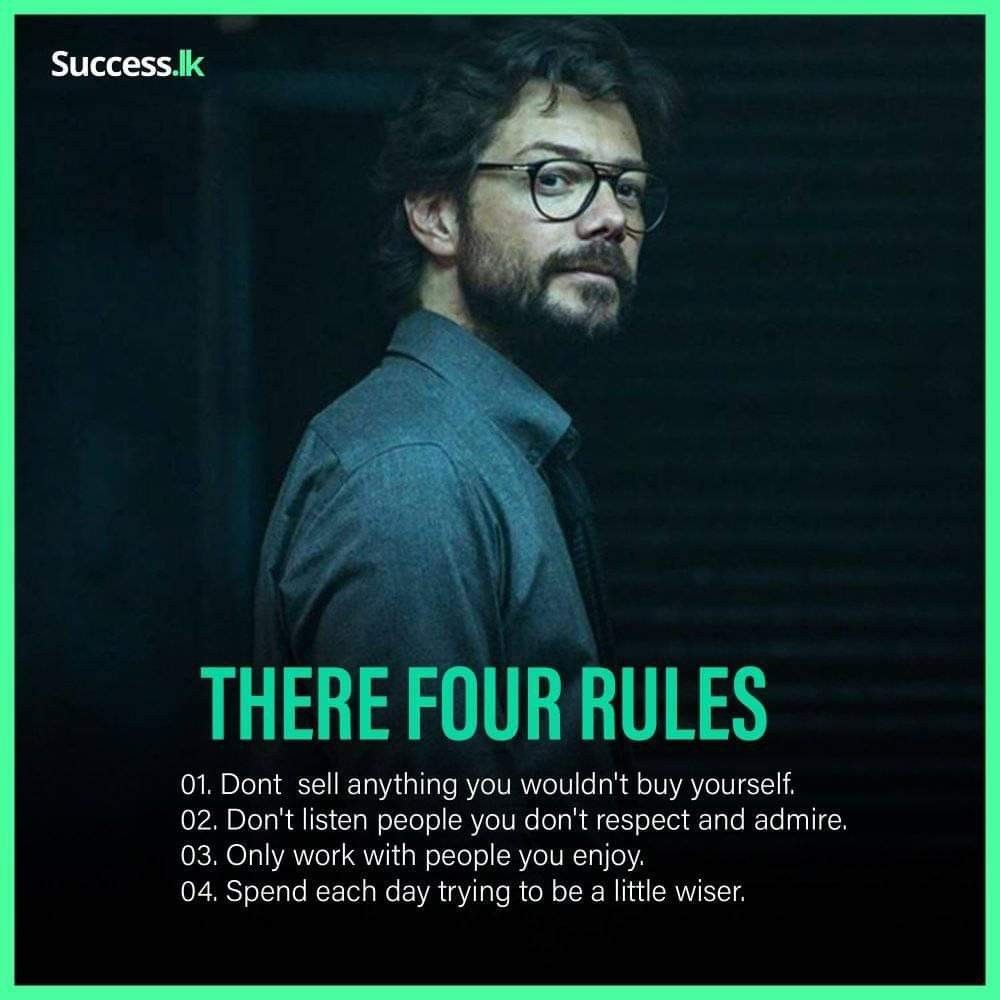 Success.lk
THERE FOUR RULES
01. Dont  sell anything you wouldn't buy yourself.
02. Don't listen people you don't respect and admire.
03. Only work with people you enjoy.
04. Spend each day trying to be a little wiser.